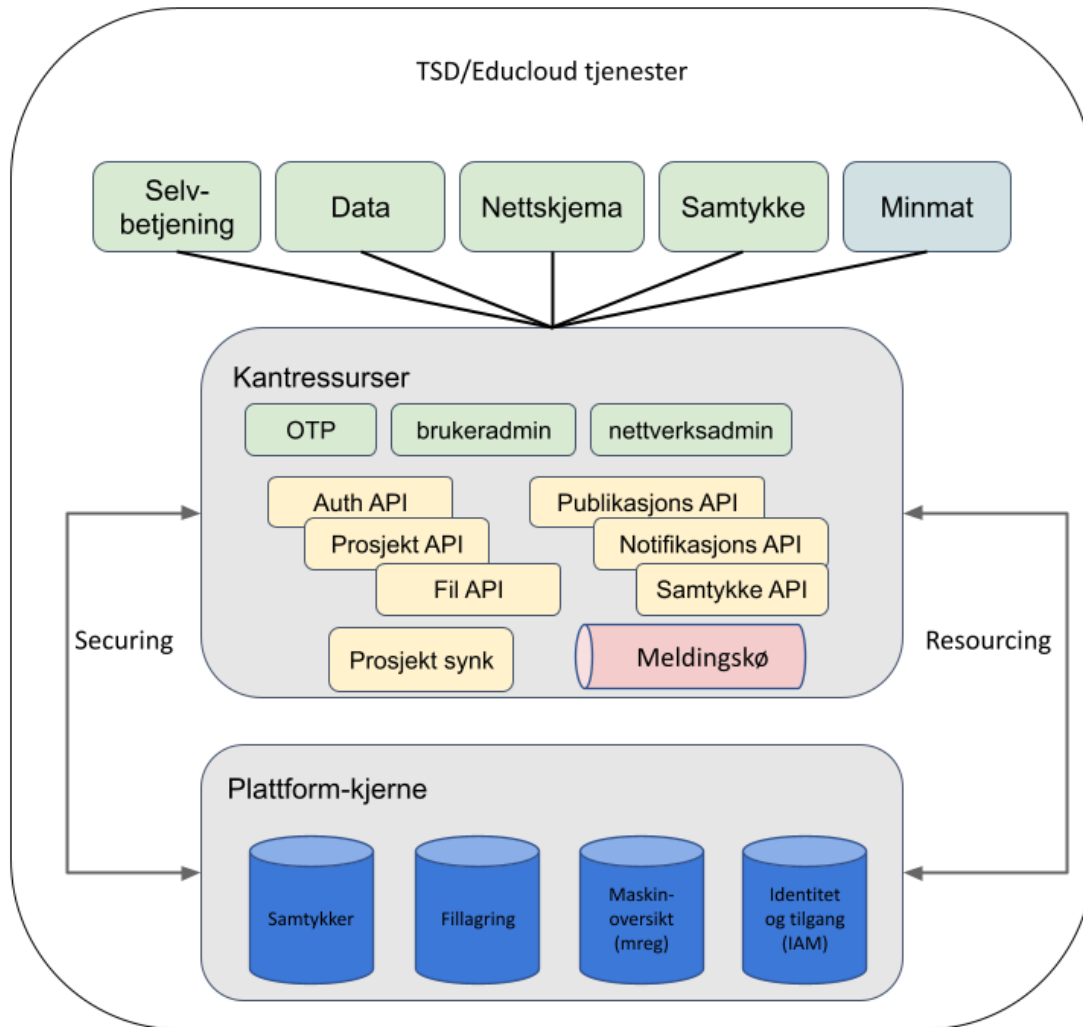 TSD/Educloud tjenester
Selv-
betjening
Data
Nettskjema
Samtykke
Minmat
Kantressurser
OTP
brukeradmin
nettverksadmin
Auth API
Publikasjons API
Prosjekt API
Notifikasjons API
Fil API
Samtykke API
Securing
Resourcing
Prosjekt synk
Meldingskø
Plattform-kjerne
Samtykker
Fillagring
Maskin-
oversikt
(mreg)
Identitet
og tilgang
(IAM)